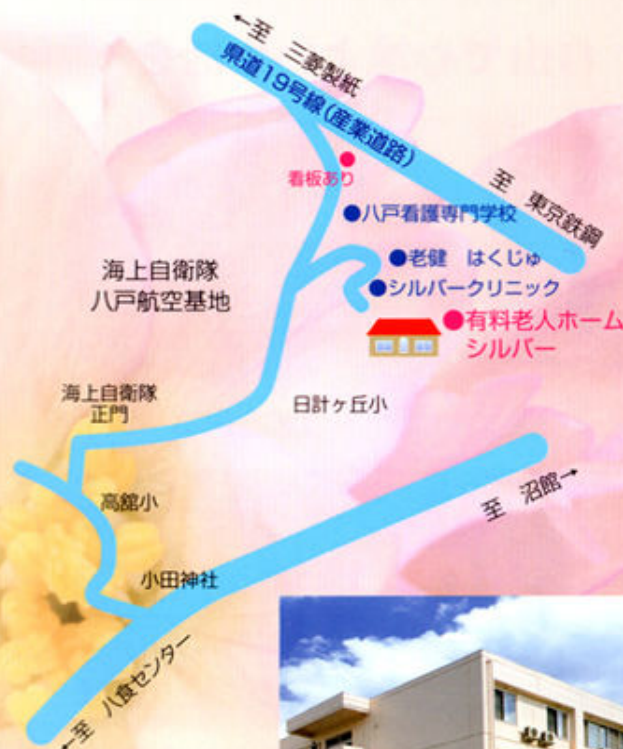 ←至 三菱製紙
県道19号線(産業道路)
至 東京鉄鋼
看板あり
●八戸看護専門学校
●老健 はくじゅ
●シルバークリニック
●有料老人ホーム
シルバー
海上自衛隊
八戸航空基地
海上自衛隊
正門
日計ヶ丘小
至 沼館→
高舘小
小田神社
←至 八食センター